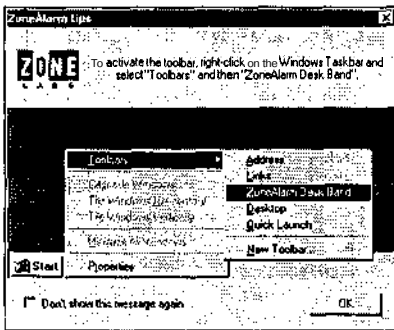 ZoneAlarm tips
ZONE
LABS
To activate the toolbar, right-click on the Windows Taskbar and
select "Toolbars" and then "ZoneAlarm Desk Band".
Toolbars
Address
Links
ZoneAlarm Desk Band
Desktop
Quick Launch
New Toolbar...
Start
Properties
Don't show this message again
OK